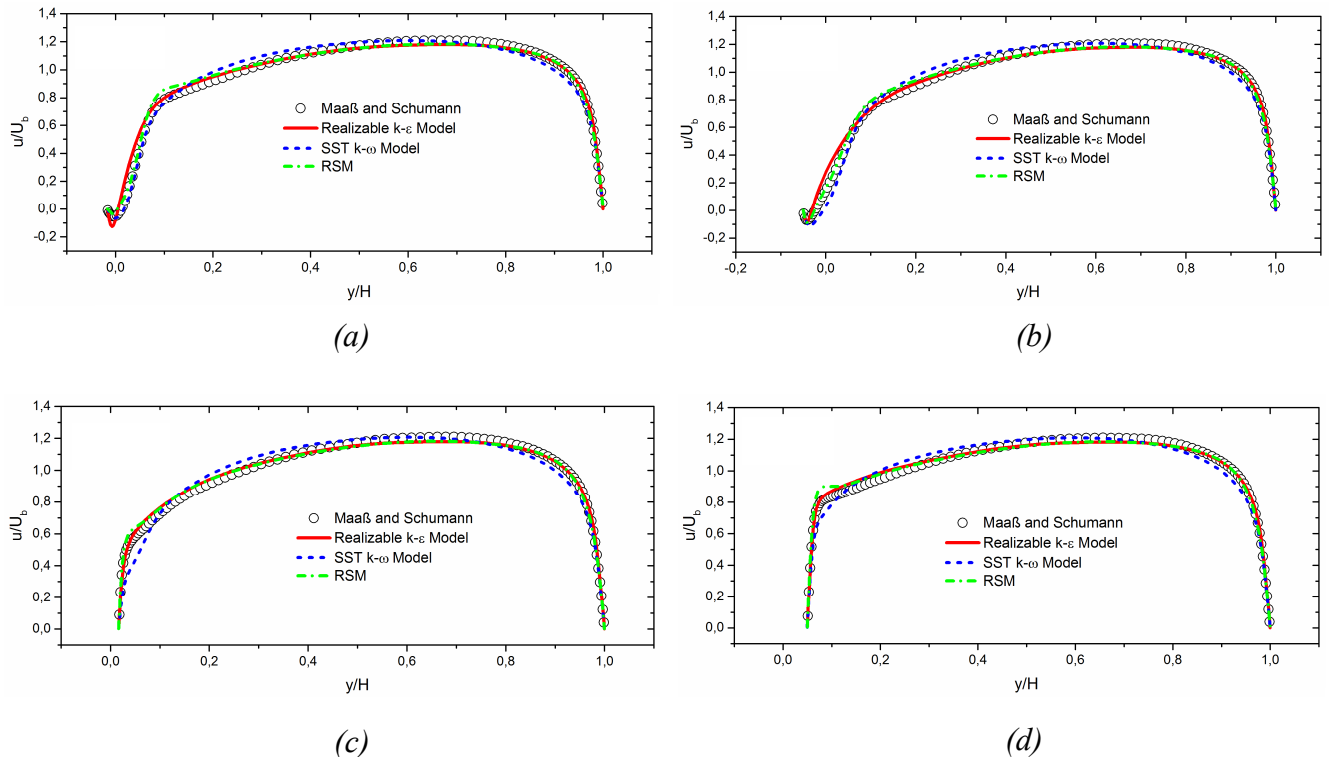 (a)
(b)
1,4
1,2
1,0
0,8
0,6
0,4
0,2
0,0
-0,2
u/U_b
Maaß and Schumann
Realizable k-ε Model
SST k-ω Model
RSM
0,0 0,2 0,4 0,6 0,8 1,0
y/H
1,4
1,2
1,0
0,8
0,6
0,4
0,2
0,0
-0,2
u/U_b
Maaß and Schumann
Realizable k-ε Model
SST k-ω Model
RSM
-0,2 0,0 0,2 0,4 0,6 0,8 1,0
y/H
(c)
(d)
1,4
1,2
1,0
0,8
0,6
0,4
0,2
0,0
u/U_b
Maaß and Schumann
Realizable k-ε Model
SST k-ω Model
RSM
0,0 0,2 0,4 0,6 0,8 1,0
y/H
1,4
1,2
1,0
0,8
0,6
0,4
0,2
0,0
u/U_b
Maaß and Schumann
Realizable k-ε Model
SST k-ω Model
RSM
0,0 0,2 0,4 0,6 0,8 1,0
y/H